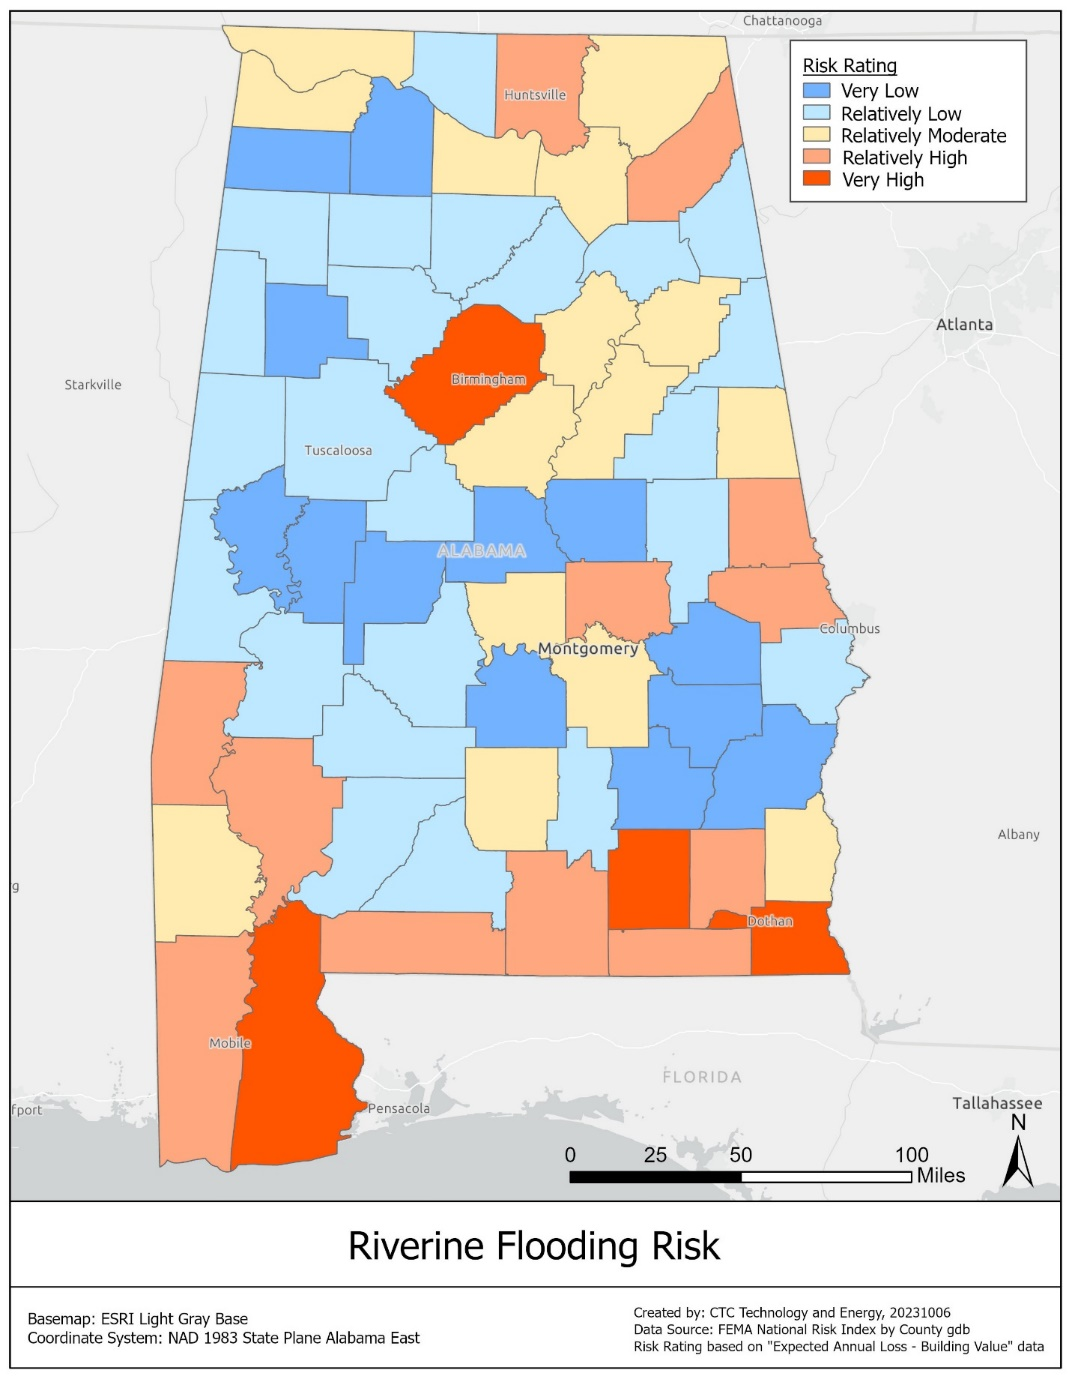 Chattanooga
Risk Rating
Very Low
Relatively Low
Relatively Moderate
Relatively High
Very High
Huntsville
Atlanta
Starkville
Birmingham
Tuscaloosa
ALABAMA
Columbus
Montgomery
Albany
g
Dothan
Mobile
FLORIDA
Pensacola
fport
Tallahassee
N
0 25 50 100
Miles
Riverine Flooding Risk
Basemap: ESRI Light Gray Base
Coordinate System: NAD 1983 State Plane Alabama East
Created by: CTC Technology and Energy, 20231006
Data Source: FEMA National Risk Index by County gdb
Risk Rating based on "Expected Annual Loss - Building Value" data